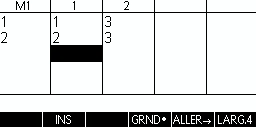 M1 1 2
1 1 3
2 2 3
INS GRND• ALLER→ LARG.4